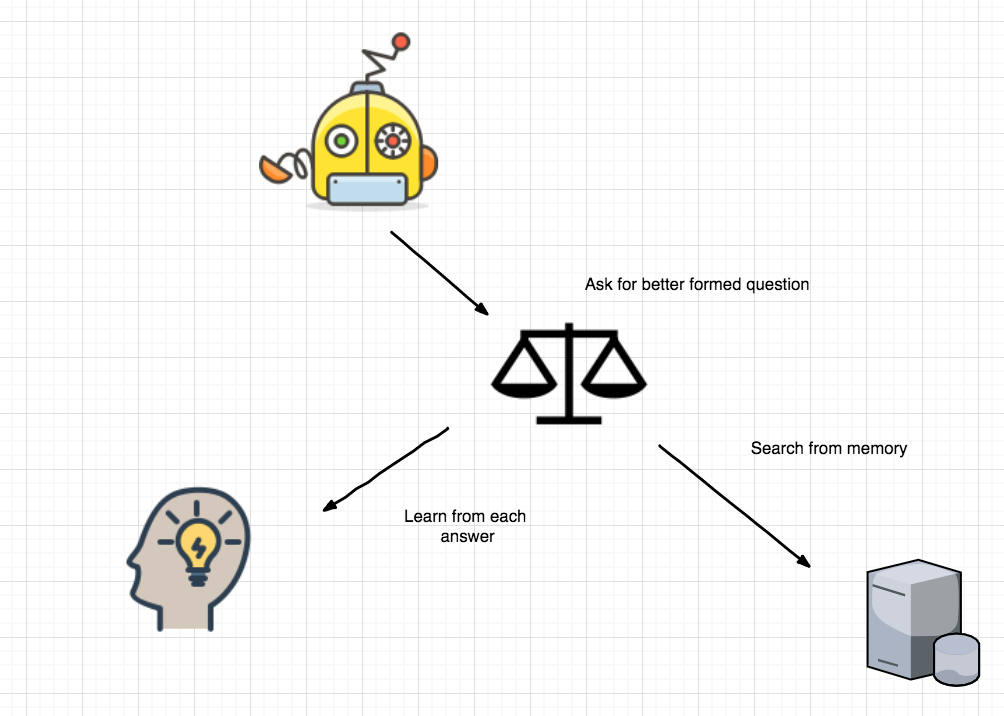 Ask for better formed question
Search from memory
Learn from each
answer